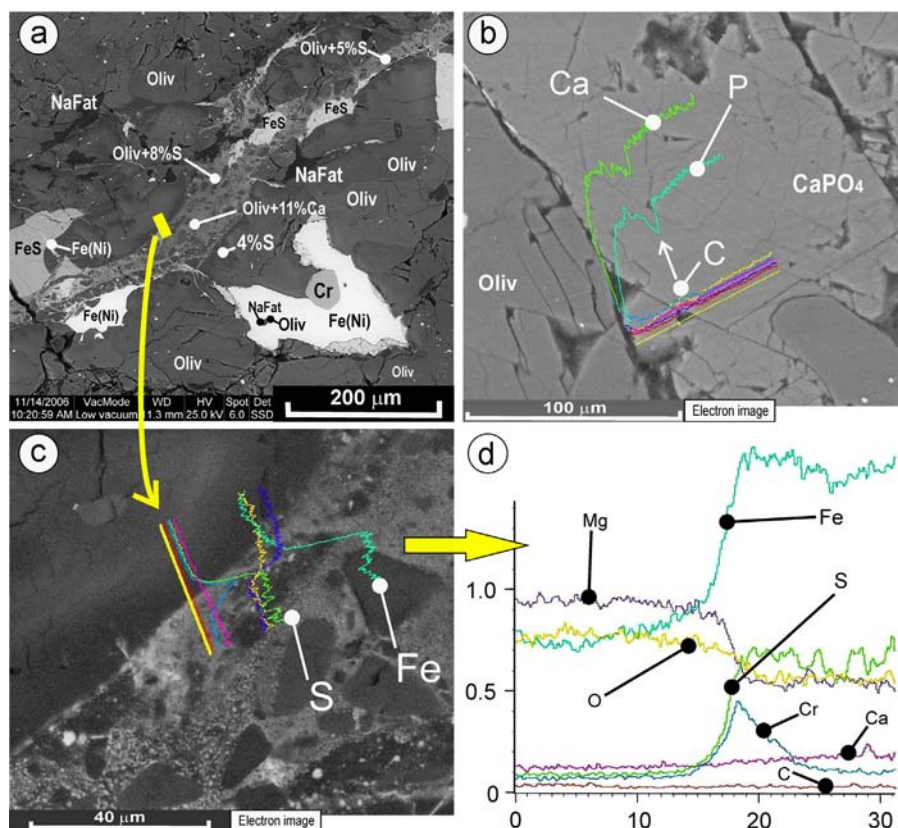 a
Oliv+5%S
Oliv
FeS
NaFat
FeS
Oliv+8%S
NaFat
Oliv
Oliv
Oliv+11%Ca
FeS
Fe(Ni)
4%S
Cr
NaFat
Oliv
Fe(Ni)
Fe(Ni)
Oliv
Oliv
11/14/2006 VacMode WD HV Spot Det
10:20:59 AM Low vacuum 11.3 mm 25.0 kV 6.0 SSD
200 µm
b
Ca
P
CaPO4
C
Oliv
100 µm
Electron image
c
S
Fe
40 µm
Electron image
d
Mg
Fe
1.0
S
O
0.5
Cr
Ca
C
0
0 10 20 30